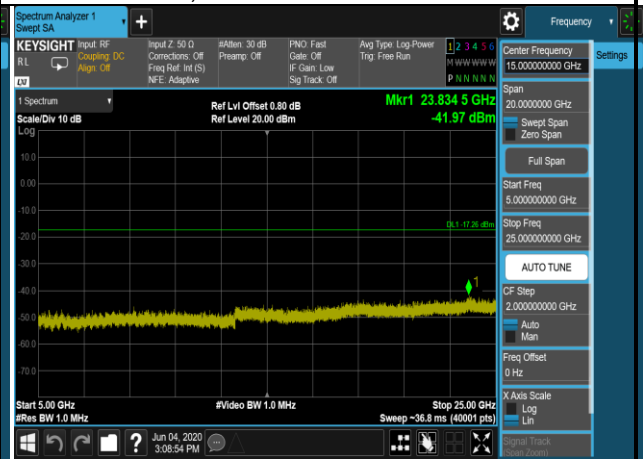 Spectrum Analyzer 1
Swept SA
+
Frequency
KEYSIGHT
RL
LXI
Input: RF
Coupling: DC
Align: Off
Input Z: 50 Ω
Corrections: Off
Freq Ref: Int (S)
NFE: Adaptive
#Atten: 30 dB
Preamp: Off
PNO: Fast
Gate: Off
IF Gain: Low
Sig Track: Off
Avg Type: Log-Power
Trig: Free Run
1 2 3 4 5 6
M W W W W W
P N N N N N
Settings
1 Spectrum
Scale/Div 10 dB
Log
Ref Lvl Offset 0.80 dB
Ref Level 20.00 dBm
Mkr1 23.834 5 GHz
-41.97 dBm
10.0
0.00
-10.0
-20.0
-30.0
-40.0
-50.0
-60.0
-70.0
DL1 -17.26 dBm
1
Start 5.00 GHz
#Res BW 1.0 MHz
#Video BW 1.0 MHz
Stop 25.00 GHz
Sweep ~36.8 ms (40001 pts)
Center Frequency
15.000000000 GHz
Span
20.0000000 GHz
Swept Span
Zero Span
Full Span
Start Freq
5.000000000 GHz
Stop Freq
25.000000000 GHz
AUTO TUNE
CF Step
2.000000000 GHz
Auto
Man
Freq Offset
0 Hz
X Axis Scale
Log
Lin
Signal Track
(Span Zoom)
?
Jun 04, 2020
3:08:54 PM